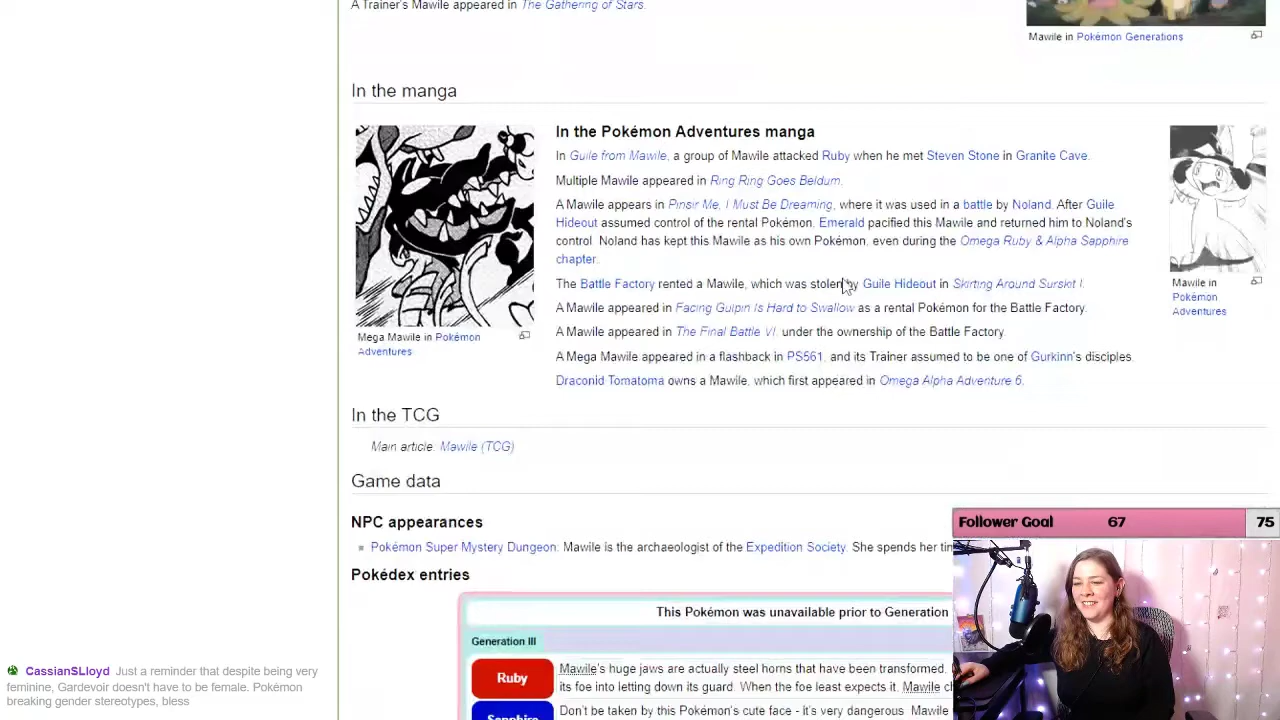 A Trainer's Mawile appeared in The Gathering of Stars.
Mawile in Pokémon Generations
In the manga
In the Pokémon Adventures manga
In Guile from Mawile, a group of Mawile attacked Ruby when he met Steven Stone in Granite Cave.
Multiple Mawile appeared in Ring Ring Goes Beldum.
A Mawile appears in Pinsir Me, I Must Be Dreaming, where it was used in a battle by Noland. After Guile
Hideout assumed control of the rental Pokémon, Emerald pacified this Mawile and returned him to Noland's
control. Noland has kept this Mawile as his own Pokémon, even during the Omega Ruby & Alpha Sapphire
chapter.
The Battle Factory rented a Mawile, which was stolen by Guile Hideout in Skirting Around Surskit I.
A Mawile appeared in Facing Gulpin Is Hard to Swallow as a rental Pokémon for the Battle Factory.
A Mawile appeared in The Final Battle VI, under the ownership of the Battle Factory.
A Mega Mawile appeared in a flashback in PS561, and its Trainer assumed to be one of Gurkinn's disciples.
Draconid Tomatoma owns a Mawile, which first appeared in Omega Alpha Adventure 6.
Mega Mawile in Pokémon
Adventures
Mawile in
Pokémon
Adventures
In the TCG
Main article: Mawile (TCG)
Game data
NPC appearances
Pokémon Super Mystery Dungeon: Mawile is the archaeologist of the Expedition Society. She spends her
Pokédex entries
This Pokémon was unavailable prior to Generation
Generation III
Ruby
Mawile's huge jaws are actually steel horns that have been transformed.
its foe into letting down its guard. When the foe least expects it, Mawile
Sapphire
Don't be taken by this Pokémon's cute face - it's very dangerous. Mawile
Follower Goal 67 75
CassianSLloyd Just a reminder that despite being very
feminine, Gardevoir doesn't have to be female. Pokémon
breaking gender stereotypes, bless